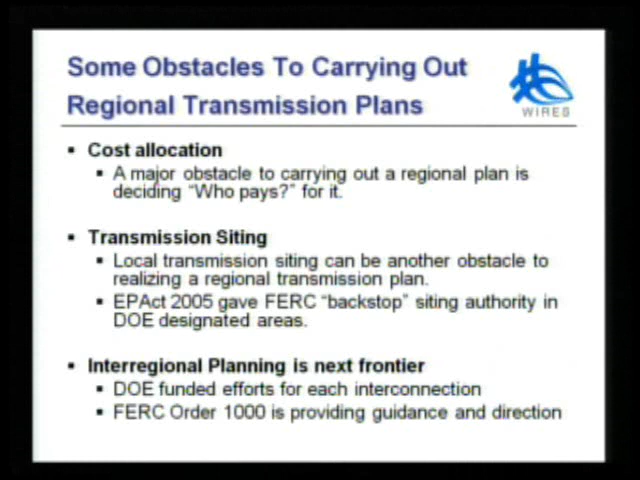 Some Obstacles To Carrying Out
Regional Transmission Plans
WIRES
▪ Cost allocation
▪ A major obstacle to carrying out a regional plan is
deciding “Who pays?” for it.
▪ Transmission Siting
▪ Local transmission siting can be another obstacle to
realizing a regional transmission plan.
▪ EPAct 2005 gave FERC “backstop” siting authority in
DOE designated areas.
▪ Interregional Planning is next frontier
▪ DOE funded efforts for each interconnection
▪ FERC Order 1000 is providing guidance and direction